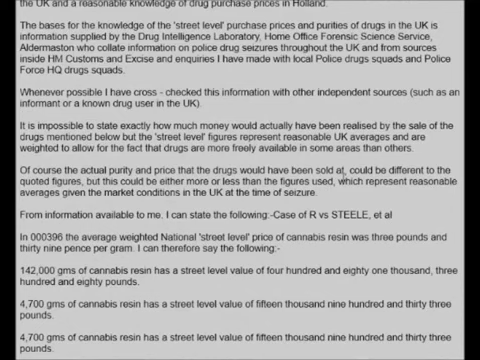 the UK and a reasonable knowledge of drug purchase prices in Holland.
The bases for the knowledge of the 'street level' purchase prices and purities of drugs in the UK is
information supplied by the Drug Intelligence Laboratory, Home Office Forensic Science Service,
Aldermaston who collate information on police drug seizures throughout the UK and from sources
inside HM Customs and Excise and enquiries I have made with local Police drugs squads and Police
Force HQ drugs squads.
Whenever possible I have cross - checked this information with other independent sources (such as an
informant or a known drug user in the UK).
It is impossible to state exactly how much money would actually have been realised by the sale of the
drugs mentioned below but the 'street level' figures represent reasonable UK averages and are
weighted to allow for the fact that drugs are more freely available in some areas than others.
Of course the actual purity and price that the drugs would have been sold at, could be different to the
quoted figures, but this could be either more or less than the figures used, which represent reasonable
averages given the market conditions in the UK at the time of seizure.
From information available to me. I can state the following:-Case of R vs STEELE, et al
In 000396 the average weighted National 'street level' price of cannabis resin was three pounds and
thirty nine pence per gram. I can therefore say the following:-
142,000 gms of cannabis resin has a street level value of four hundred and eighty one thousand, three
hundred and eighty pounds.
4,700 gms of cannabis resin has a street level value of fifteen thousand nine hundred and thirty three
pounds.
4,700 gms of cannabis resin has a street level value of fifteen thousand nine hundred and thirty three
pounds.